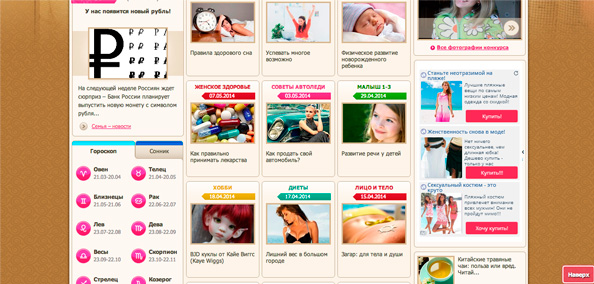 У нас появится новый рубль!
На следующей неделе Россиян ждет
сюрприз – Банк России планирует
выпустить новую монету с символом
рубля...
Семья – новости
Гороскоп
Сонник
Овен
21.03-20.04
Телец
21.04-20.05
Близнецы
21.05-21.06
Рак
22.06-22.07
Лев
23.07-22.08
Дева
23.08-22.09
Весы
23.09-22.10
Скорпион
23.10-22.11
Стрелец
Козерог
Правила здорового сна
Успевать многое
возможно
Физическое развитие
новорожденного
ребенка
ЖЕНСКОЕ ЗДОРОВЬЕ
07.05.2014
Как правильно
принимать лекарства
СОВЕТЫ АВТОЛЕДИ
03.05.2014
Как продать свой
автомобиль?
МАЛЫШ 1-3
29.04.2014
Развитие речи у детей
ХОББИ
18.04.2014
BJD куклы от Кайе Виггс
(Kaye Wiggs)
ДИЕТЫ
17.04.2014
Лишний вес в большом
городе
ЛИЦО И ТЕЛО
15.04.2014
Загар: для тела и души
Все фотографии конкурса
Станьте неотразимой на
пляже!
Лучшие пляжные
вещи по самым
низким ценам! Модная
одежда со скидкой!
Купить!
Женственность снова в моде!
Нет ничего
сексуальнее, чем
длинная юбка!
Дешево купить -
только у нас
Купить!!!
Сексуальный костюм - это
круто
Пляжный костюм
привлекает внимание
всех мужчин! Они не
пройдут мимо!!!
Хочу купить!
Китайские травяные
чаи: польза или вред.
Читай...
Наверх